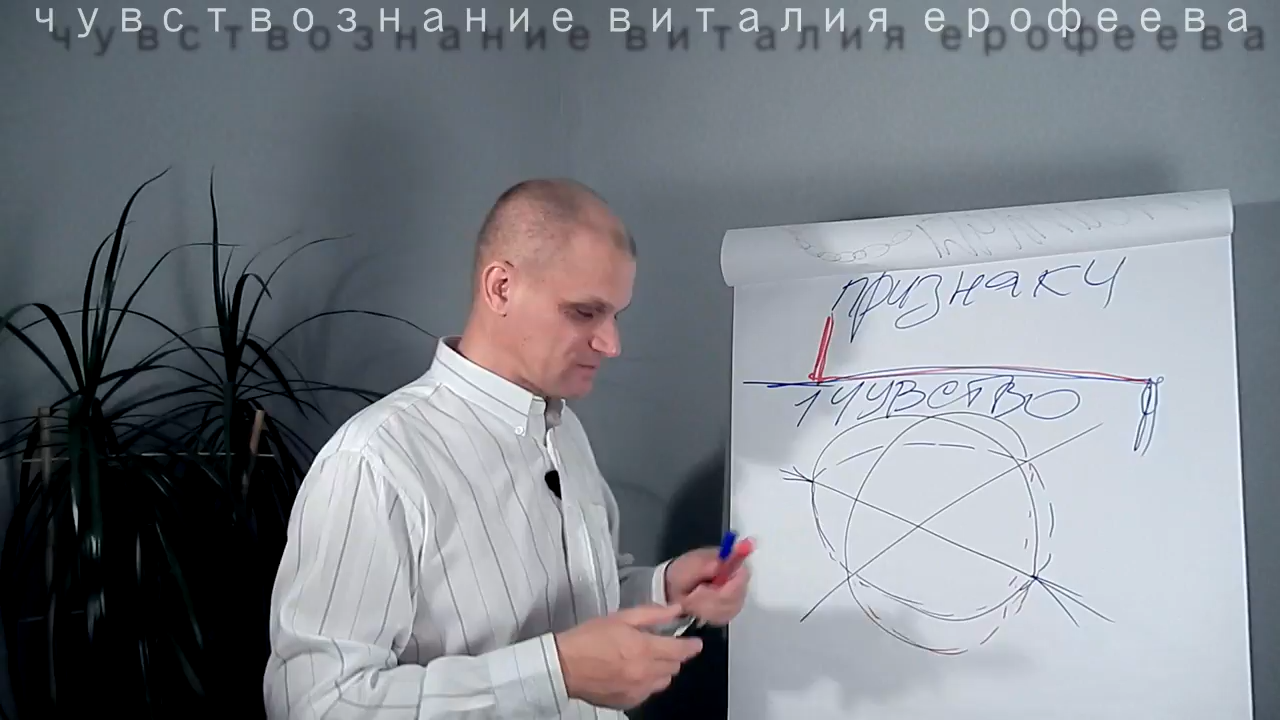 чувствознание виталия ерофеева
признаки
1 чувство